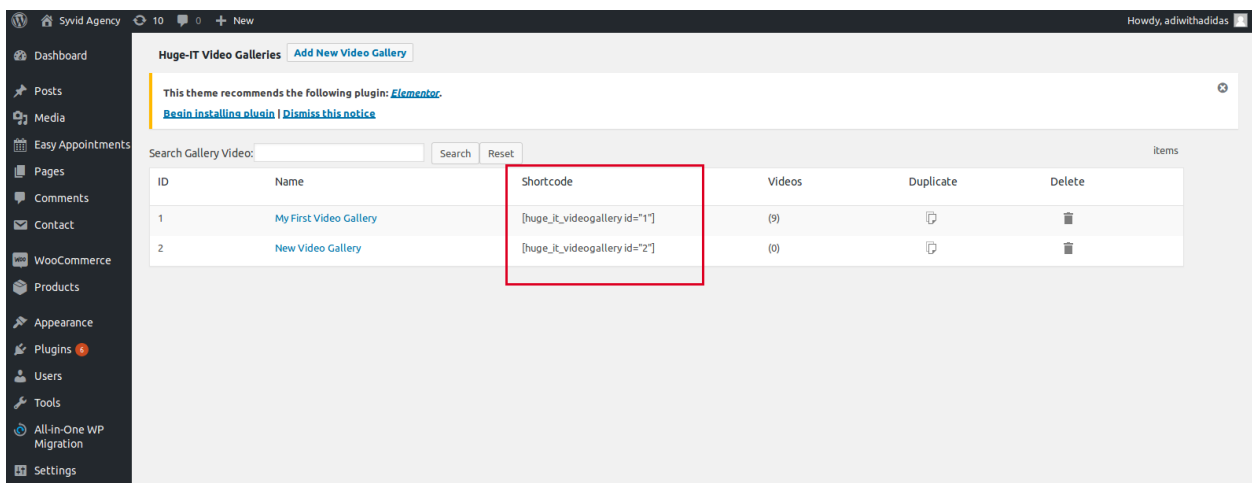 Syvid Agency 10 0 + New Howdy, adiwithadidas
Dashboard
Posts
Media
Easy Appointments
Pages
Comments
Contact
WooCommerce
Products
Appearance
Plugins 6
Users
Tools
All-in-One WP
Migration
Settings
Huge-IT Video Galleries Add New Video Gallery
This theme recommends the following plugin: Elementor.
Begin installing plugin | Dismiss this notice
Search Gallery Video: Search Reset items
ID Name Shortcode Videos Duplicate Delete
1 My First Video Gallery [huge_it_videogallery id="1"] (9)
2 New Video Gallery [huge_it_videogallery id="2"] (0)